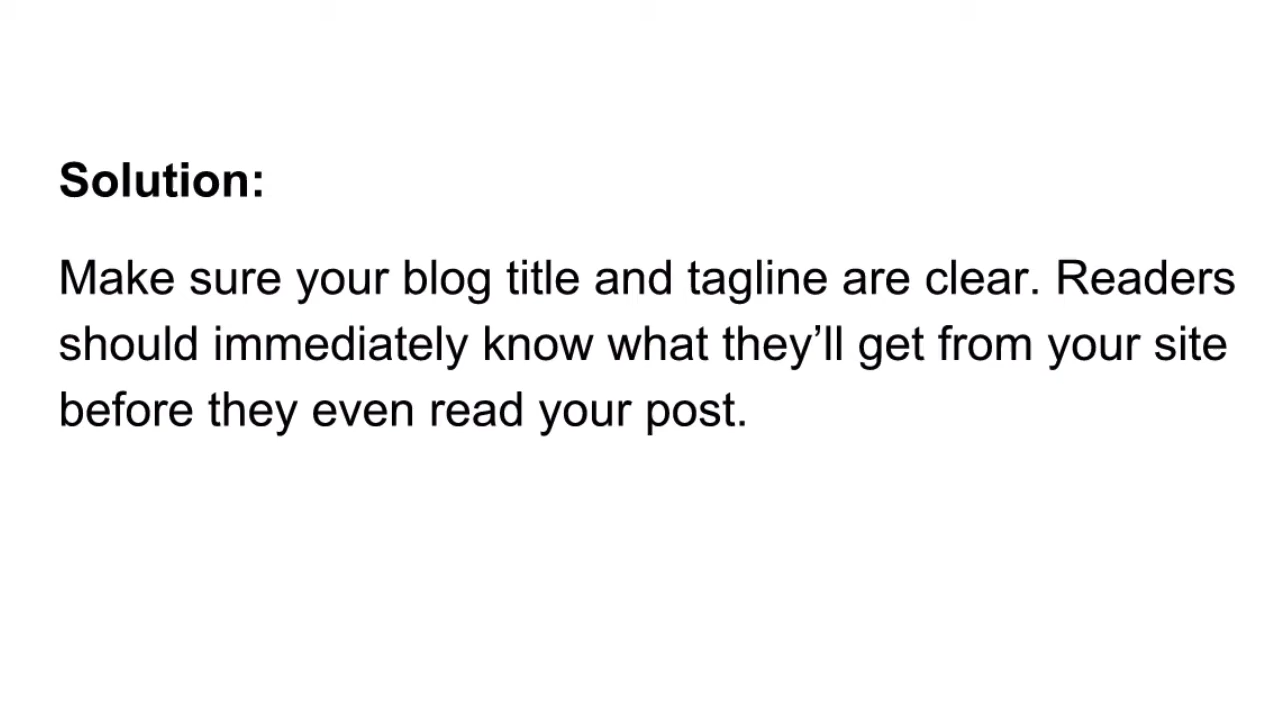 Solution:
Make sure your blog title and tagline are clear. Readers
should immediately know what they’ll get from your site
before they even read your post.